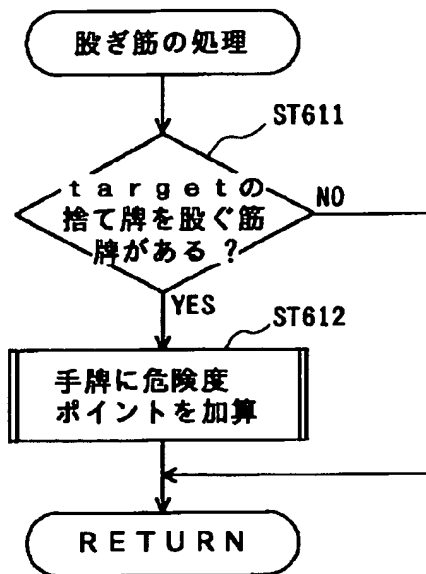 股ぎ筋の処理
ST611
targetの
捨て牌を股ぐ筋
牌がある?
NO
YES
ST612
手牌に危険度
ポイントを加算
RETURN